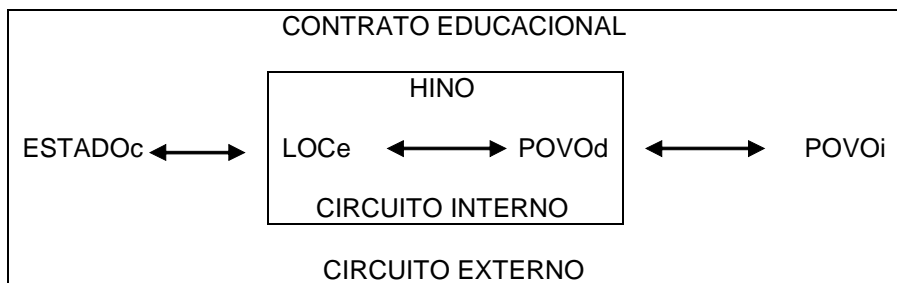 CONTRATO EDUCACIONAL
HINO
ESTADOc LOCe POVOd POVOi
CIRCUITO INTERNO
CIRCUITO EXTERNO